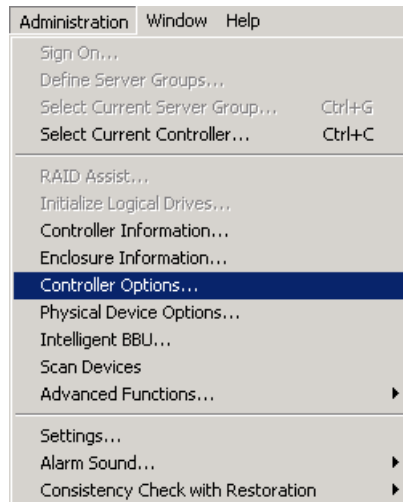 Administration Window Help
Sign On...
Define Server Groups...
Select Current Server Group... Ctrl+G
Select Current Controller... Ctrl+C
RAID Assist...
Initialize Logical Drives...
Controller Information...
Enclosure Information...
Controller Options...
Physical Device Options...
Intelligent BBU...
Scan Devices
Advanced Functions...
Settings...
Alarm Sound...
Consistency Check with Restoration